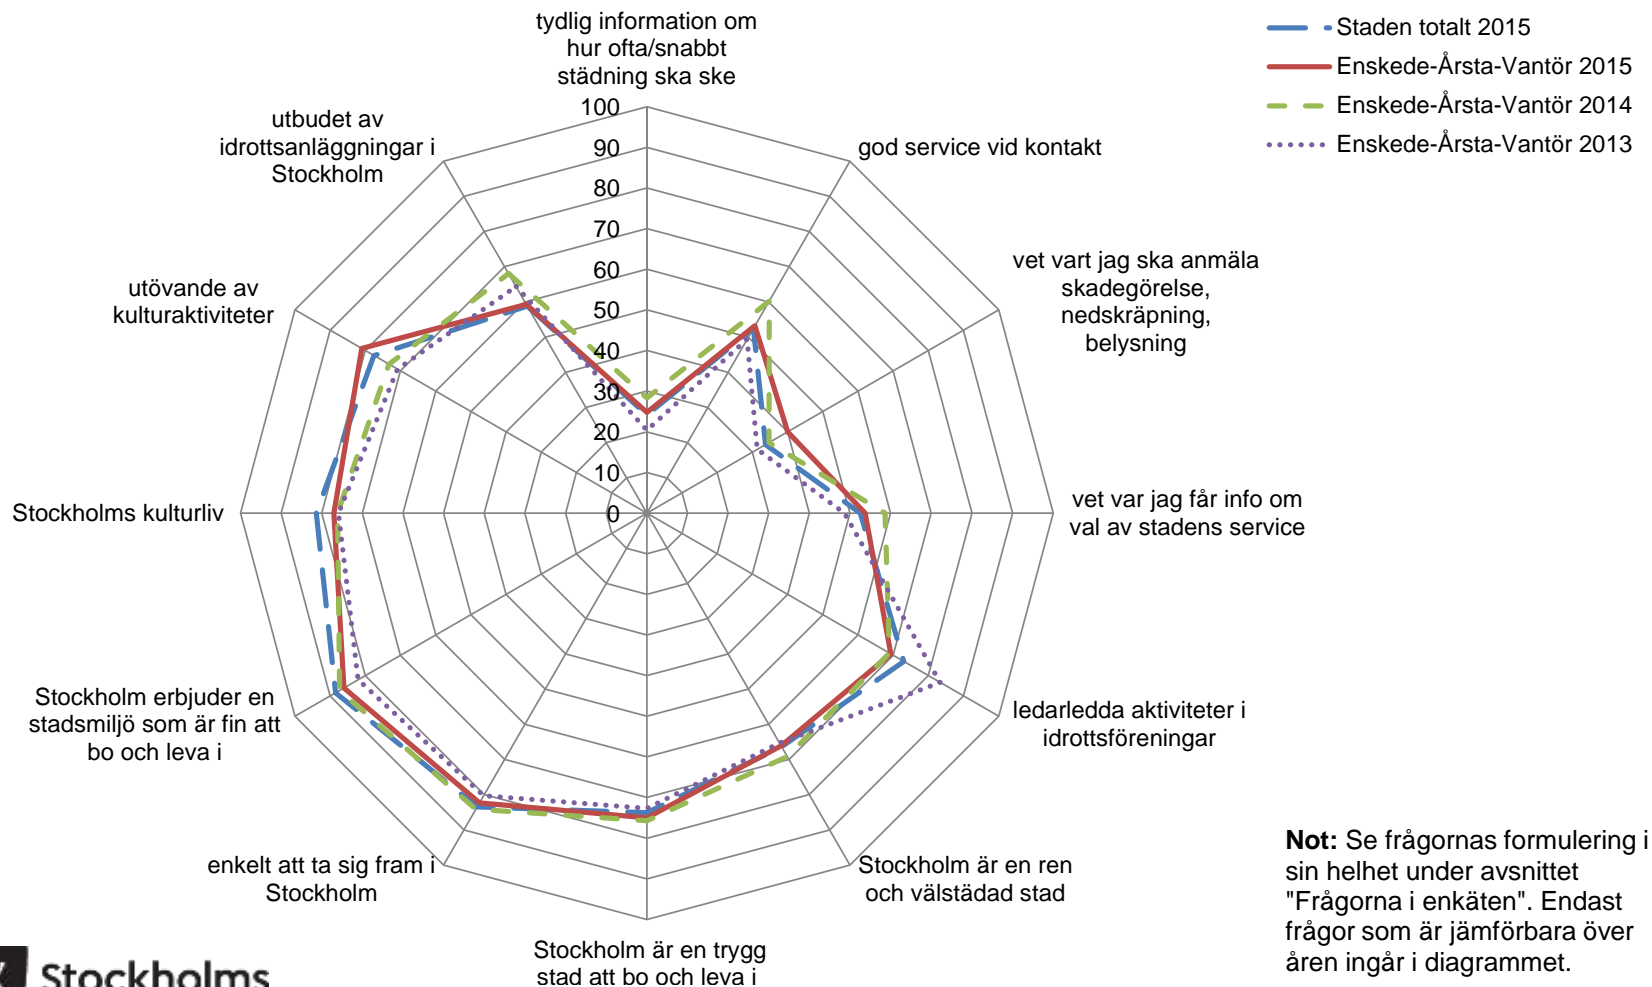 tydlig information om
hur ofta/snabbt
städning ska ske
Staden totalt 2015
Enskede-Årsta-Vantör 2015
Enskede-Årsta-Vantör 2014
Enskede-Årsta-Vantör 2013
100
90
80
70
60
50
40
30
20
10
0
god service vid kontakt
vet vart jag ska anmäla
skadegörelse,
nedskräpning,
belysning
vet var jag får info om
val av stadens service
ledarledda aktiviteter i
idrottsföreningar
Stockholm är en ren
och välstädad stad
Stockholm är en trygg
stad att bo och leva i
enkelt att ta sig fram i
Stockholm
Stockholm erbjuder en
stadsmiljö som är fin att
bo och leva i
Stockholms kulturliv
utövande av
kulturaktiviteter
utbudet av
idrottsanläggningar i
Stockholm
Not: Se frågornas formulering i
sin helhet under avsnittet
"Frågorna i enkäten". Endast
frågor som är jämförbara över
åren ingår i diagrammet.
Stockholms